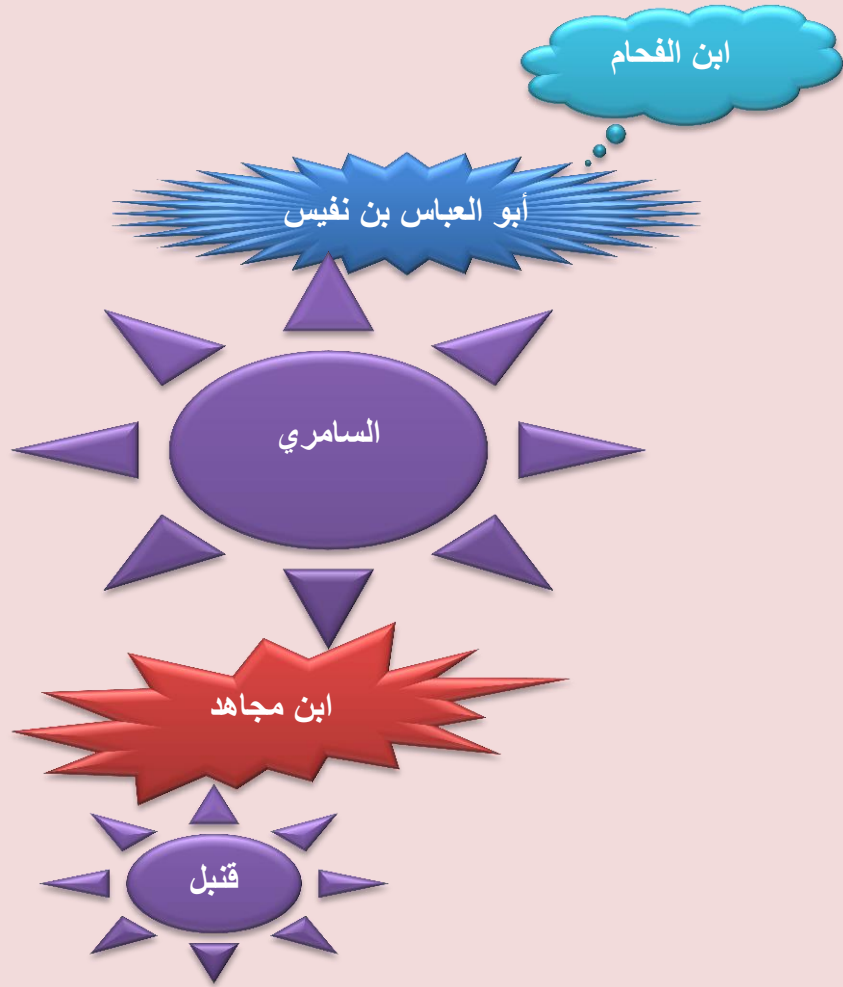 ابن الفحام
أبو العباس بن نفيس
السامري
ابن مجاهد
قنبل